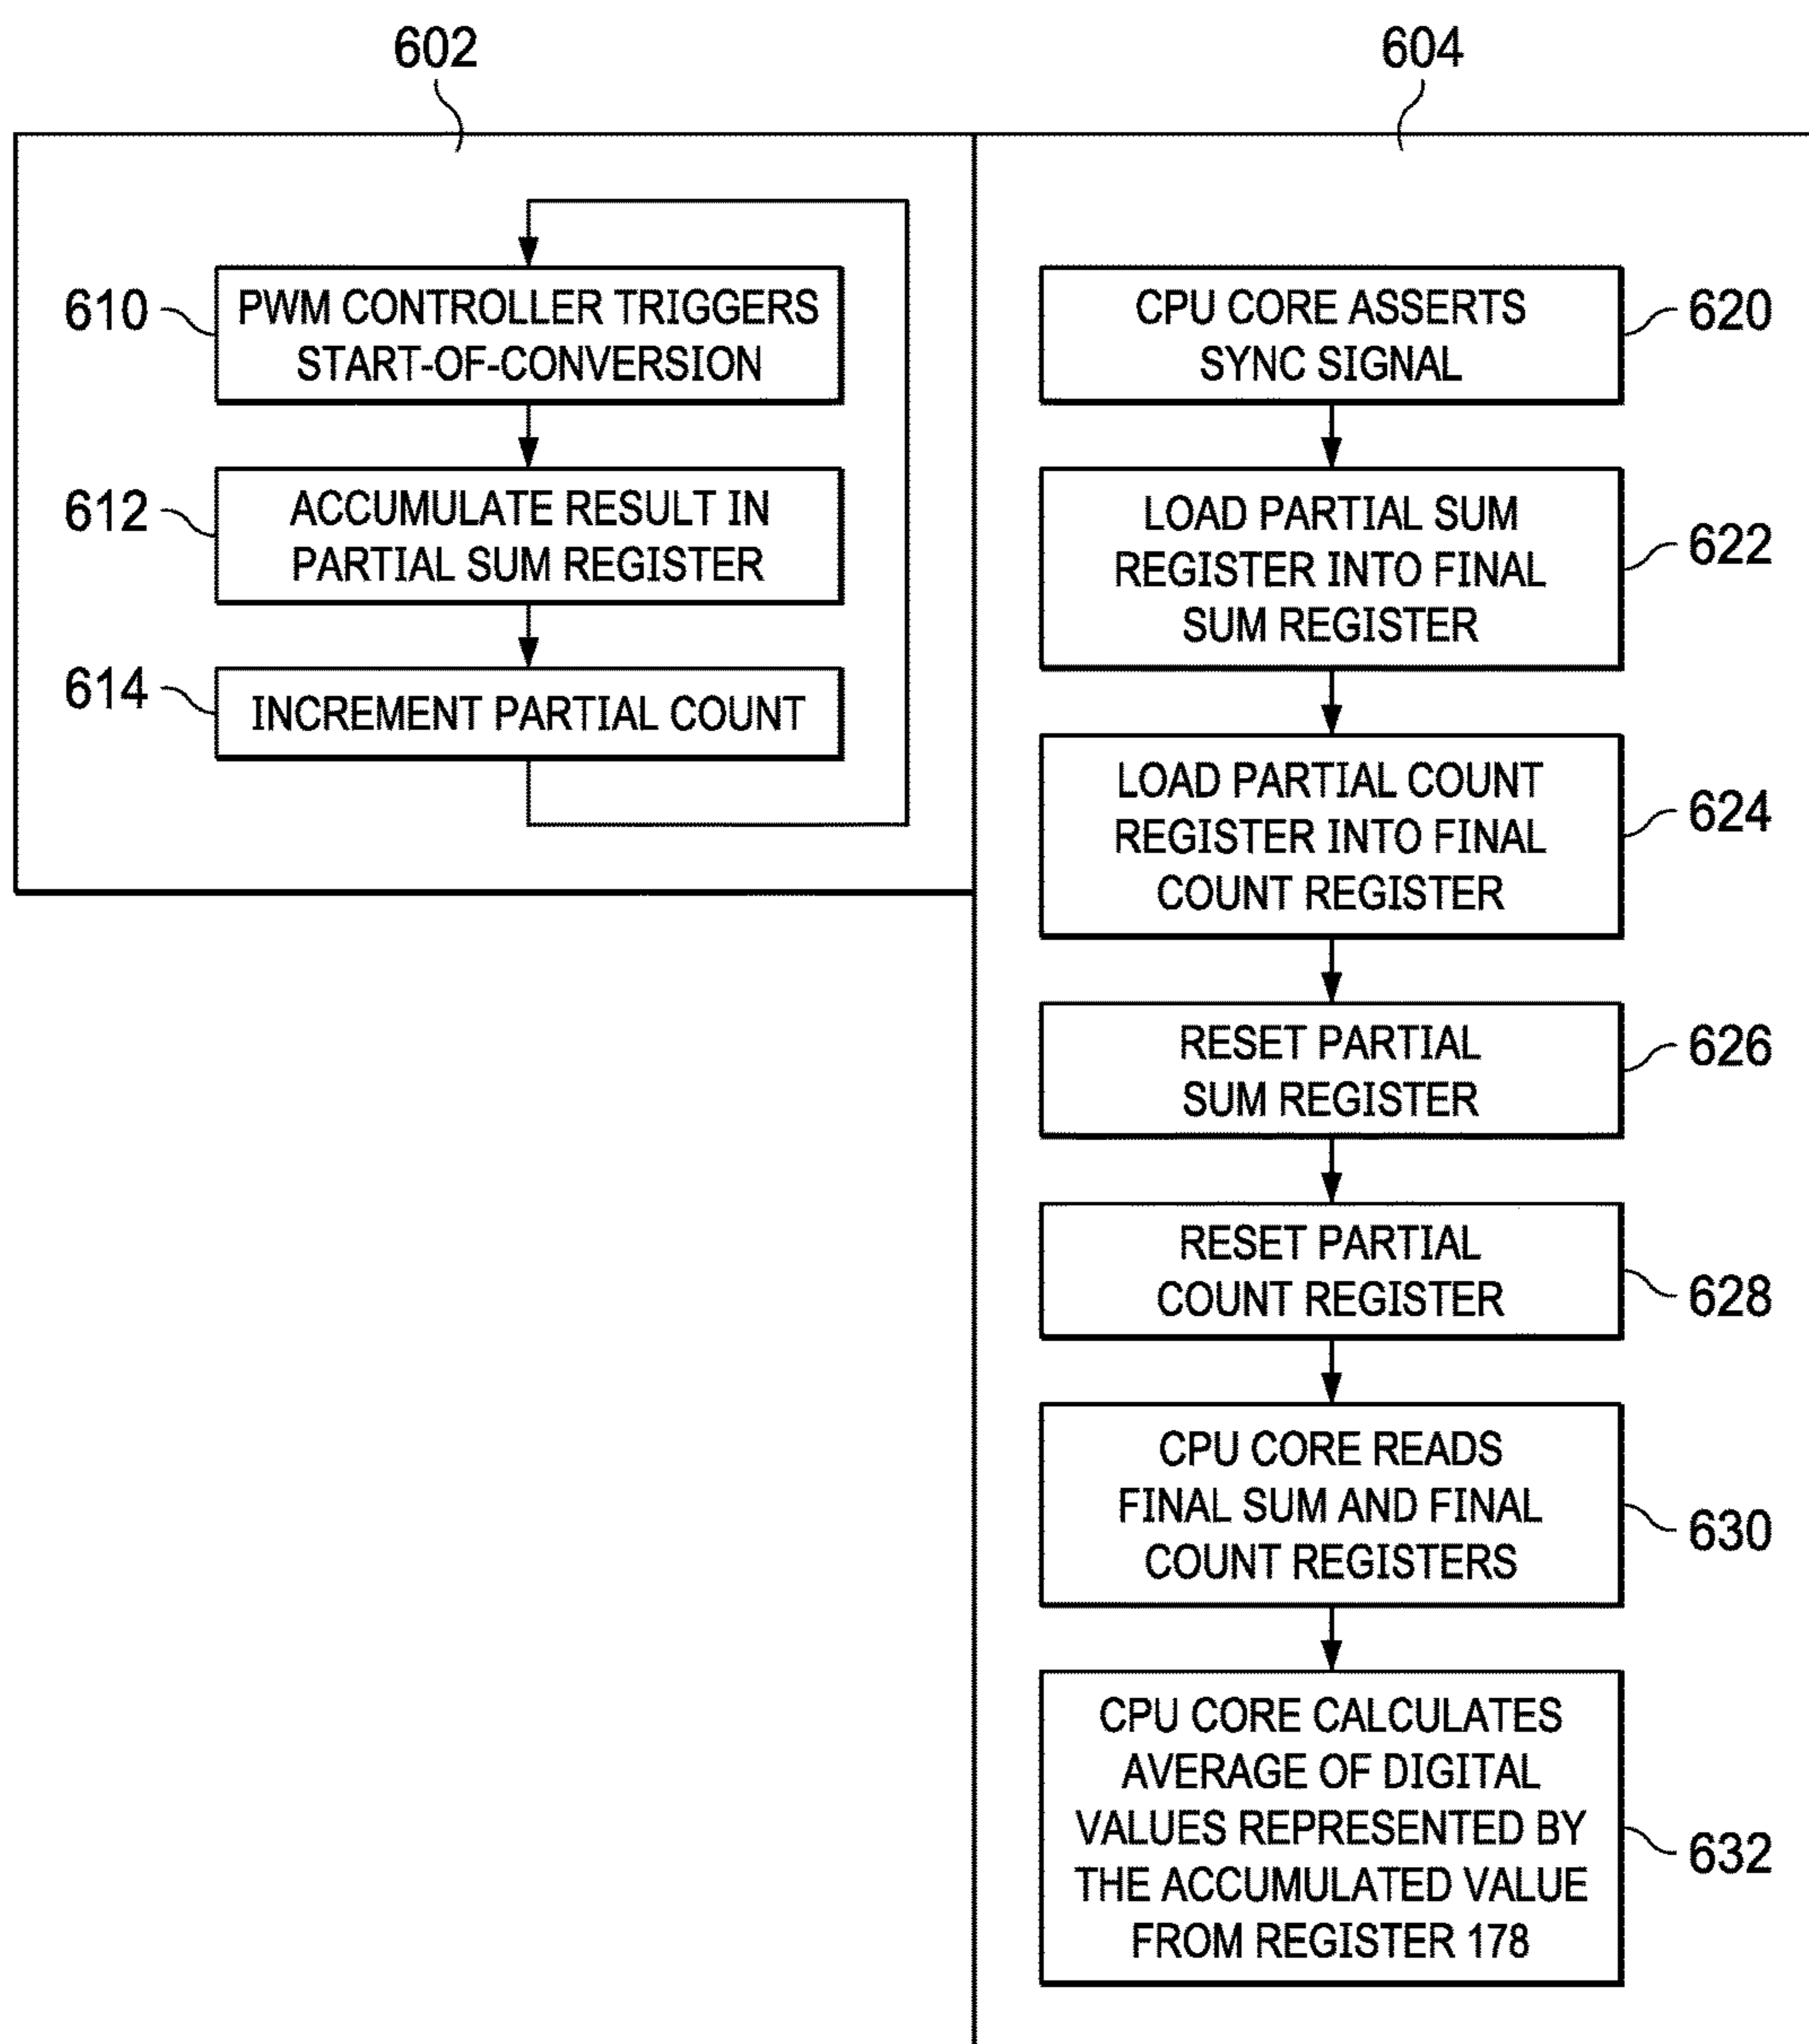 602
604
610
PWM CONTROLLER TRIGGERS
START-OF-CONVERSION
612
ACCUMULATE RESULT IN
PARTIAL SUM REGISTER
614
INCREMENT PARTIAL COUNT
CPU CORE ASSERTS
SYNC SIGNAL
620
LOAD PARTIAL SUM
REGISTER INTO FINAL
SUM REGISTER
622
LOAD PARTIAL COUNT
REGISTER INTO FINAL
COUNT REGISTER
624
RESET PARTIAL
SUM REGISTER
626
RESET PARTIAL
COUNT REGISTER
628
CPU CORE READS
FINAL SUM AND FINAL
COUNT REGISTERS
630
CPU CORE CALCULATES
AVERAGE OF DIGITAL
VALUES REPRESENTED BY
THE ACCUMULATED VALUE
FROM REGISTER 178
632